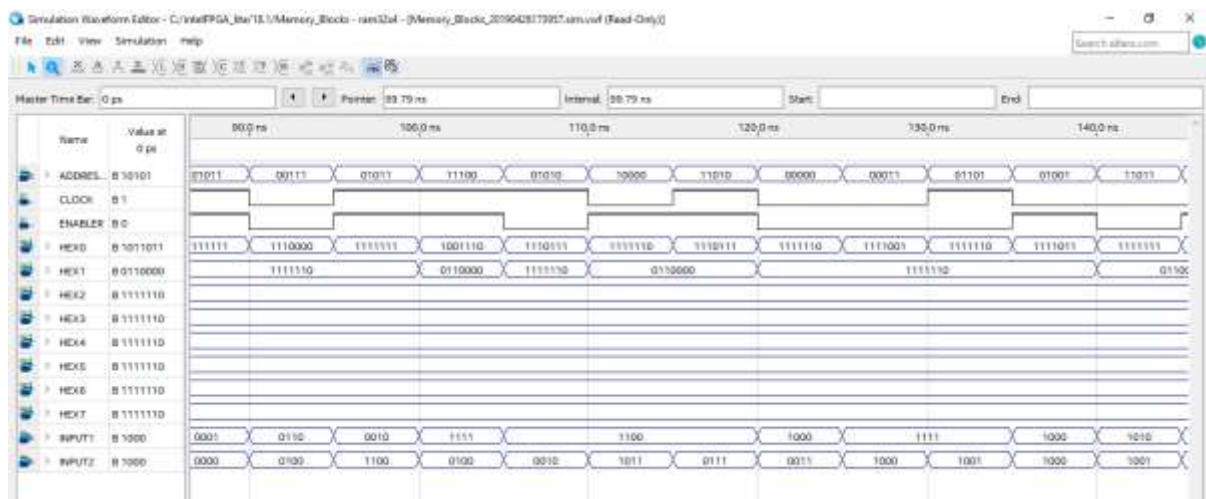 Simulation Waveform Editor - C:/intelFPGA_lite/18.1/Memory_Blocks - ram32x4 - [Memory_Blocks_20190428173957.sim.vwf (Read-Only)]
File Edit View Simulation Help
Search altera.com
Master Time Bar: 0 ps Pointer: 99.79 ns Interval: 99.79 ns Start: End:
Name Value at 0 ps 90.0 ns 100.0 ns 110.0 ns 120.0 ns 130.0 ns 140.0 ns
ADDRES... B 10101 01011 00111 01011 11100 01010 10000 11010 00000 00011 01101 01001 11011
CLOCK B 1
ENABLER B 0
HEX0 B 1011011 111111 1110000 1111111 1001110 1110111 1111110 1110111 1111110 1111001 1111110 1111011 1111111
HEX1 B 0110000 1111110 0110000 1111110 0110000 1111110 01100
HEX2 B 1111110
HEX3 B 1111110
HEX4 B 1111110
HEX5 B 1111110
HEX6 B 1111110
HEX7 B 1111110
INPUT1 B 1000 0001 0110 0010 1111 1100 1000 1111 1000 1010
INPUT2 B 1000 0000 0100 1100 0100 0010 1011 0111 0011 1000 1001 1000 1001